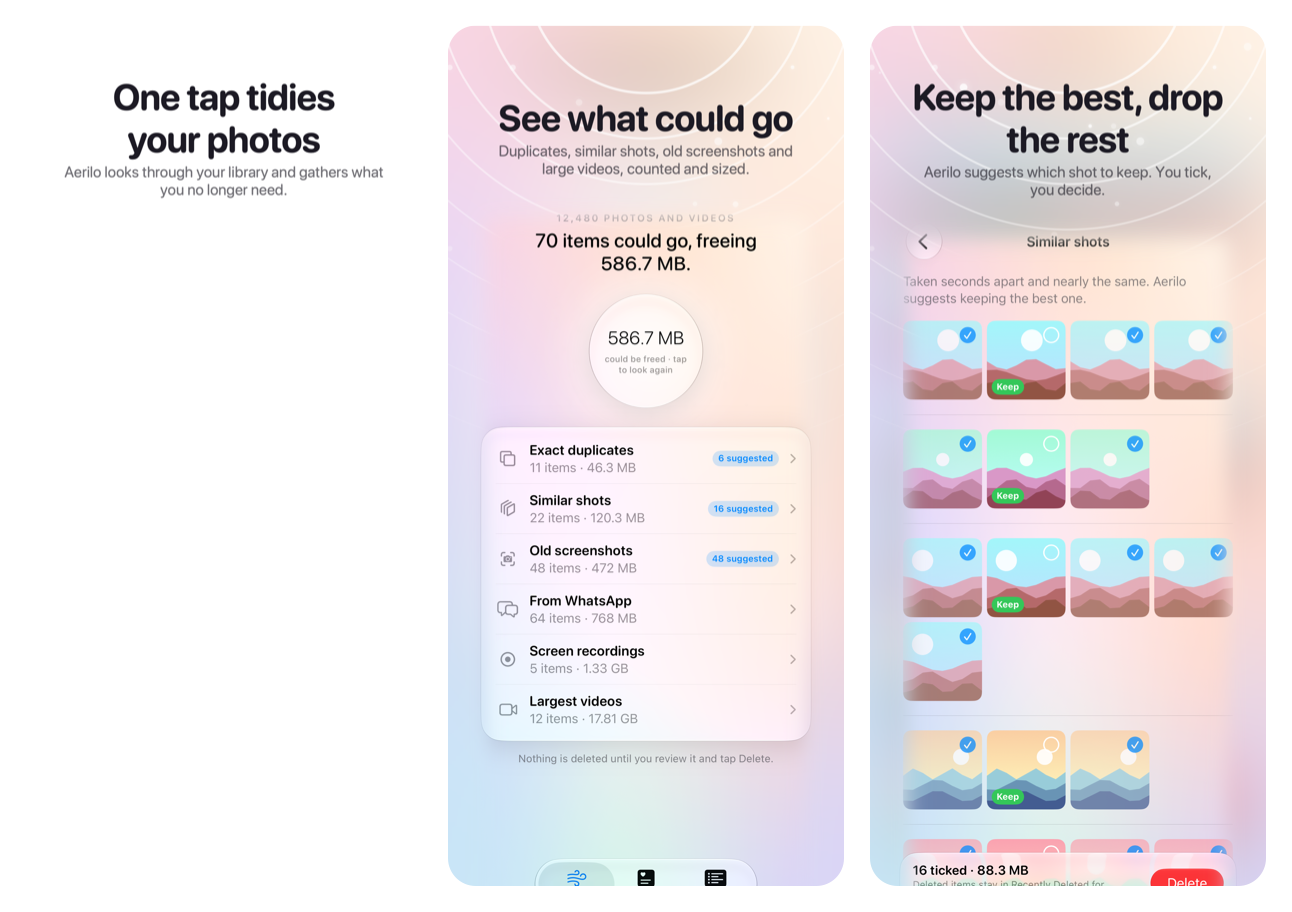 One tap tidies
your photos
Aerilo looks through your library and gathers what
you no longer need.
See what could go
Duplicates, similar shots, old screenshots and
large videos, counted and sized.
12,480 PHOTOS AND VIDEOS
70 items could go, freeing
586.7 MB.
586.7 MB
could be freed · tap
to look again
Exact duplicates
11 items · 46.3 MB
6 suggested
Similar shots
22 items · 120.3 MB
16 suggested
Old screenshots
48 items · 472 MB
48 suggested
From WhatsApp
64 items · 768 MB
Screen recordings
5 items · 1.33 GB
Largest videos
12 items · 17.81 GB
Nothing is deleted until you review it and tap Delete.
Keep the best, drop
the rest
Aerilo suggests which shot to keep. You tick,
you decide.
Similar shots
Taken seconds apart and nearly the same. Aerilo
suggests keeping the best one.
Keep
Keep
Keep
Keep
16 ticked · 88.3 MB
Deleted items stay in Recently Deleted for
Delete